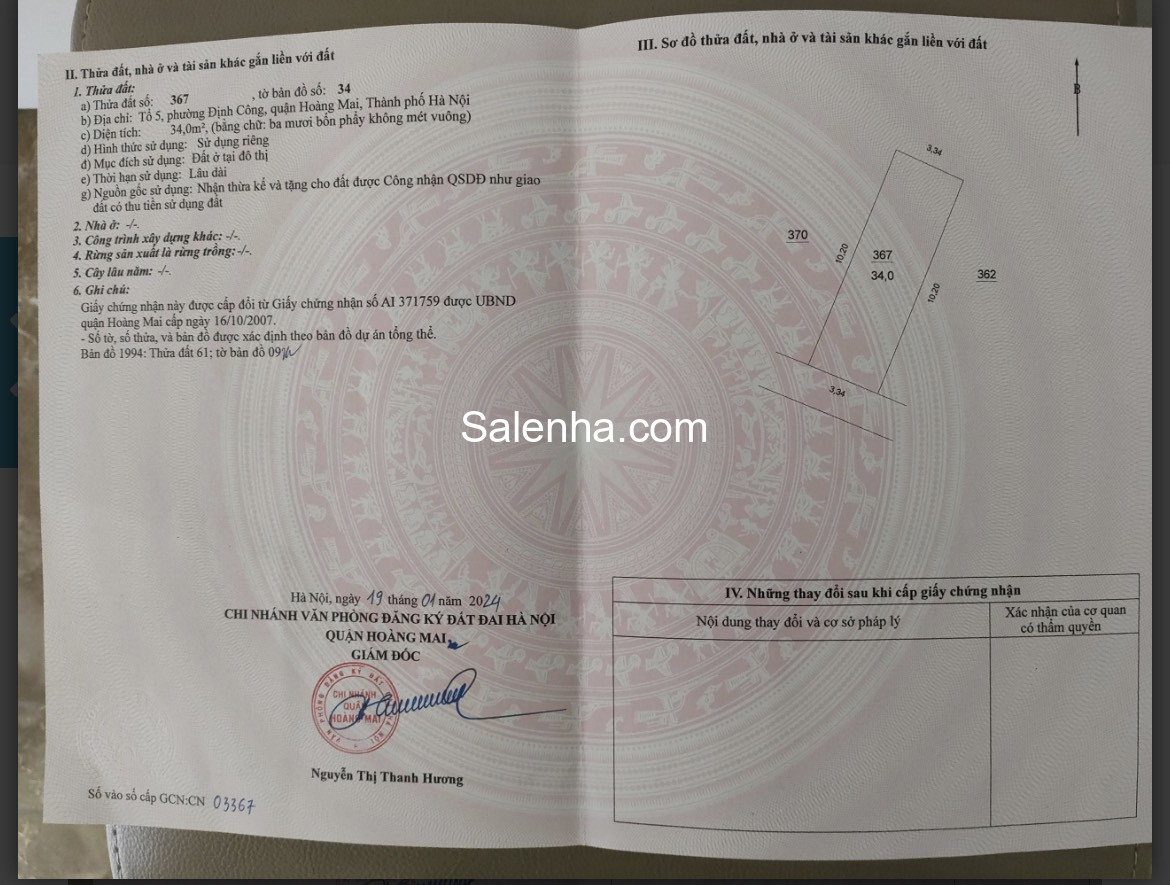 II. Thửa đất, nhà ở và tài sản khác gắn liền với đất
1. Thửa đất:
a) Thửa đất số: 367 , tờ bản đồ số: 34
b) Địa chỉ: Tổ 5, phường Định Công, quận Hoàng Mai, Thành phố Hà Nội
c) Diện tích: 34,0m², (bằng chữ: ba mươi bốn phẩy không mét vuông)
d) Hình thức sử dụng: Sử dụng riêng
đ) Mục đích sử dụng: Đất ở tại đô thị
e) Thời hạn sử dụng: Lâu dài
g) Nguồn gốc sử dụng: Nhận thừa kế và tặng cho đất được Công nhận QSDĐ như giao
đất có thu tiền sử dụng đất
2. Nhà ở: -/-.
3. Công trình xây dựng khác: -/-.
4. Rừng sản xuất là rừng trồng: -/-.
5. Cây lâu năm: -/-.
6. Ghi chú:
Giấy chứng nhận này được cấp đổi từ Giấy chứng nhận số AI 371759 được UBND
quận Hoàng Mai cấp ngày 16/10/2007.
- Số tờ, số thửa, và bản đồ được xác định theo bản đồ dự án tổng thể.
Bản đồ 1994: Thửa đất 61; tờ bản đồ 09
Hà Nội, ngày 19 tháng 01 năm 2024
CHI NHÁNH VĂN PHÒNG ĐĂNG KÝ ĐẤT ĐAI HÀ NỘI
QUẬN HOÀNG MAI
GIÁM ĐỐC
CHI NHÁNH
QUẬN
HOÀNG MAI
Nguyễn Thị Thanh Hương
Số vào sổ cấp GCN:CN 03367
III. Sơ đồ thửa đất, nhà ở và tài sản khác gắn liền với đất
B
3,34
370
10,20
367
34,0
362
10,20
3,34
Salenha.com
IV. Những thay đổi sau khi cấp giấy chứng nhận
Nội dung thay đổi và cơ sở pháp lý
Xác nhận của cơ quan
có thẩm quyền